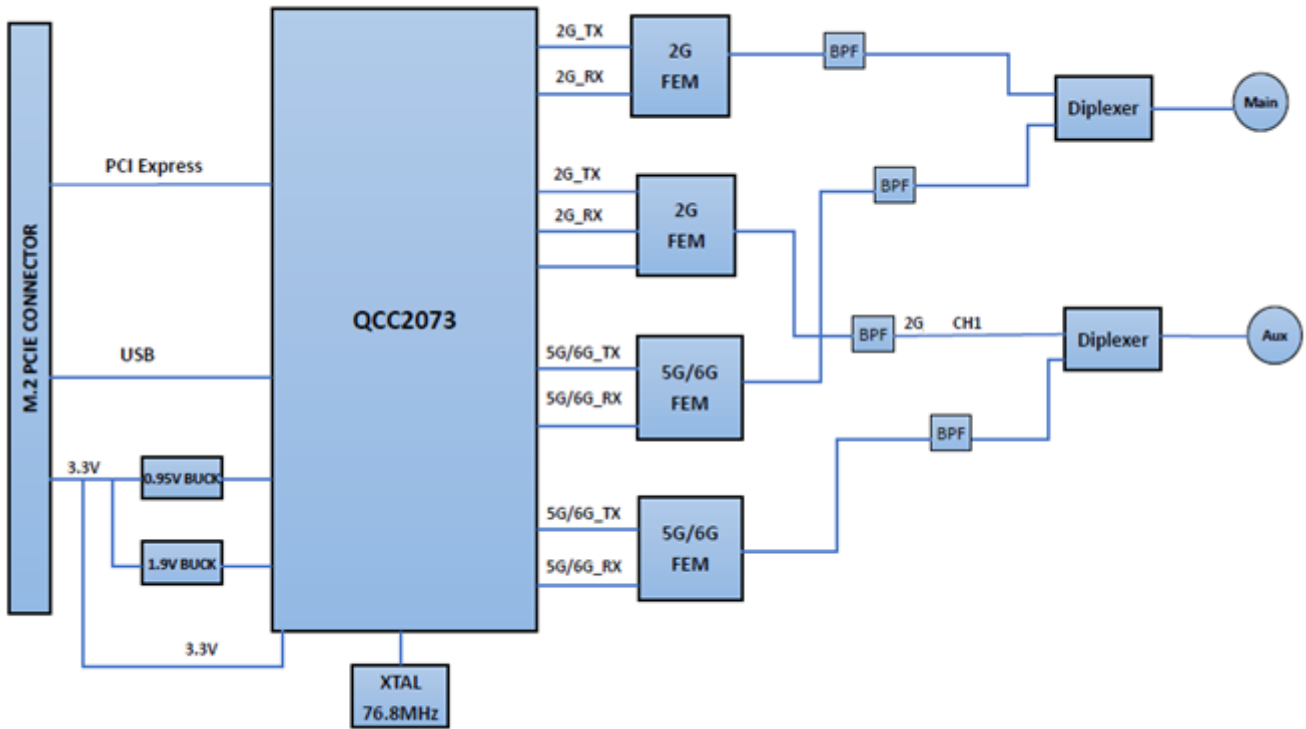 M.2 PCIE CONNECTOR
PCI Express
USB
3.3V
0.95V BUCK
1.9V BUCK
3.3V
QCC2073
XTAL
76.8MHz
2G_TX
2G_RX
2G
FEM
BPF
Diplexer
Main
2G_TX
2G_RX
2G
FEM
BPF
5G/6G_TX
5G/6G_RX
5G/6G
FEM
BPF
2G CH1
Diplexer
Aux
5G/6G_TX
5G/6G_RX
5G/6G
FEM
BPF